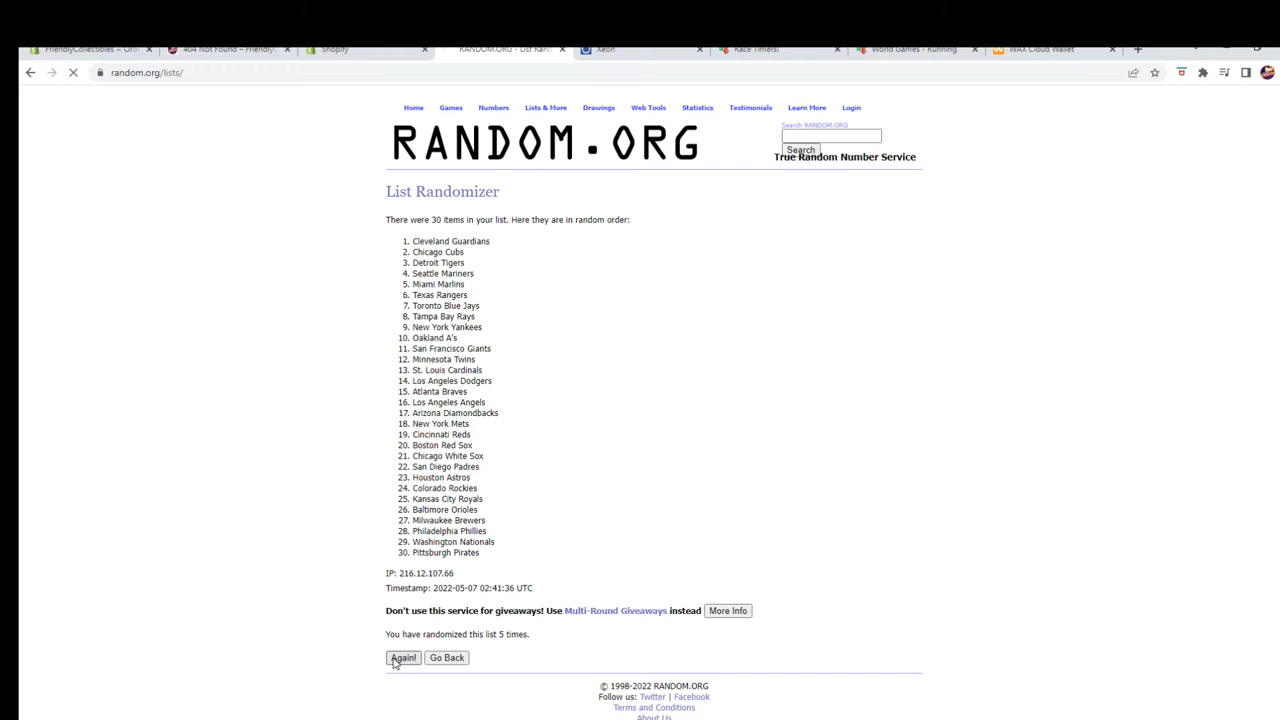 FriendlyCollectibles ~ Or
404 Not Found – Friendly
Shopify
RANDOM.ORG - List Ran
Xeon
Race Timers!
World Games - Running
WAX Cloud Wallet
random.org/lists/
Home Games Numbers Lists & More Drawings Web Tools Statistics Testimonials Learn More Login
RANDOM.ORG
Search RANDOM.ORG
Search
True Random Number Service
List Randomizer
There were 30 items in your list. Here they are in random order:
1. Cleveland Guardians
2. Chicago Cubs
3. Detroit Tigers
4. Seattle Mariners
5. Miami Marlins
6. Texas Rangers
7. Toronto Blue Jays
8. Tampa Bay Rays
9. New York Yankees
10. Oakland A's
11. San Francisco Giants
12. Minnesota Twins
13. St. Louis Cardinals
14. Los Angeles Dodgers
15. Atlanta Braves
16. Los Angeles Angels
17. Arizona Diamondbacks
18. New York Mets
19. Cincinnati Reds
20. Boston Red Sox
21. Chicago White Sox
22. San Diego Padres
23. Houston Astros
24. Colorado Rockies
25. Kansas City Royals
26. Baltimore Orioles
27. Milwaukee Brewers
28. Philadelphia Phillies
29. Washington Nationals
30. Pittsburgh Pirates
IP: 216.12.107.66
Timestamp: 2022-05-07 02:41:36 UTC
Don't use this service for giveaways! Use Multi-Round Giveaways instead More Info
You have randomized this list 5 times.
Again! Go Back
© 1998-2022 RANDOM.ORG
Follow us: Twitter | Facebook
Terms and Conditions
About Us